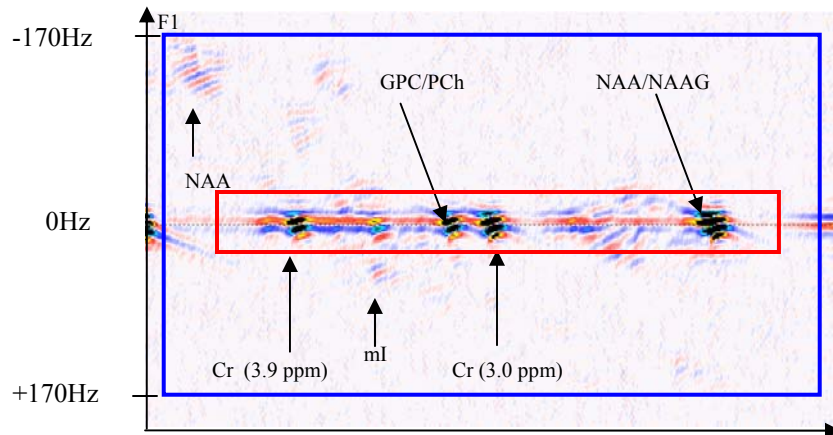 F1
-170Hz
GPC/PCh
NAA/NAAG
NAA
0Hz
mI
Cr (3.9 ppm)
Cr (3.0 ppm)
+170Hz